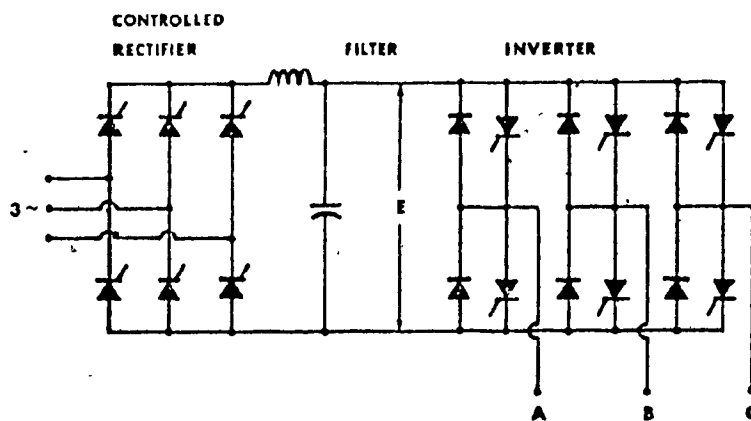 CONTROLLED
RECTIFIER
FILTER
INVERTER
3~
E
A
B
C